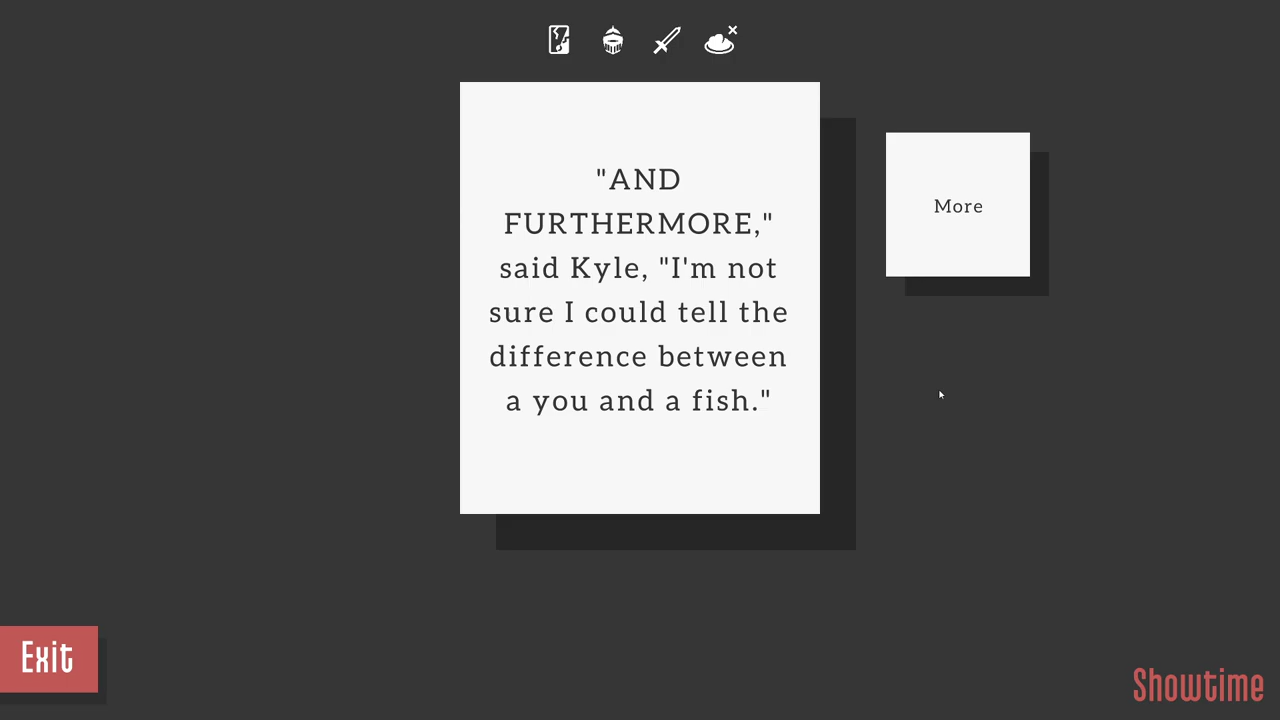 "AND
FURTHERMORE,"
said Kyle, "I'm not
sure I could tell the
difference between
a you and a fish."
More
Exit
Showtime